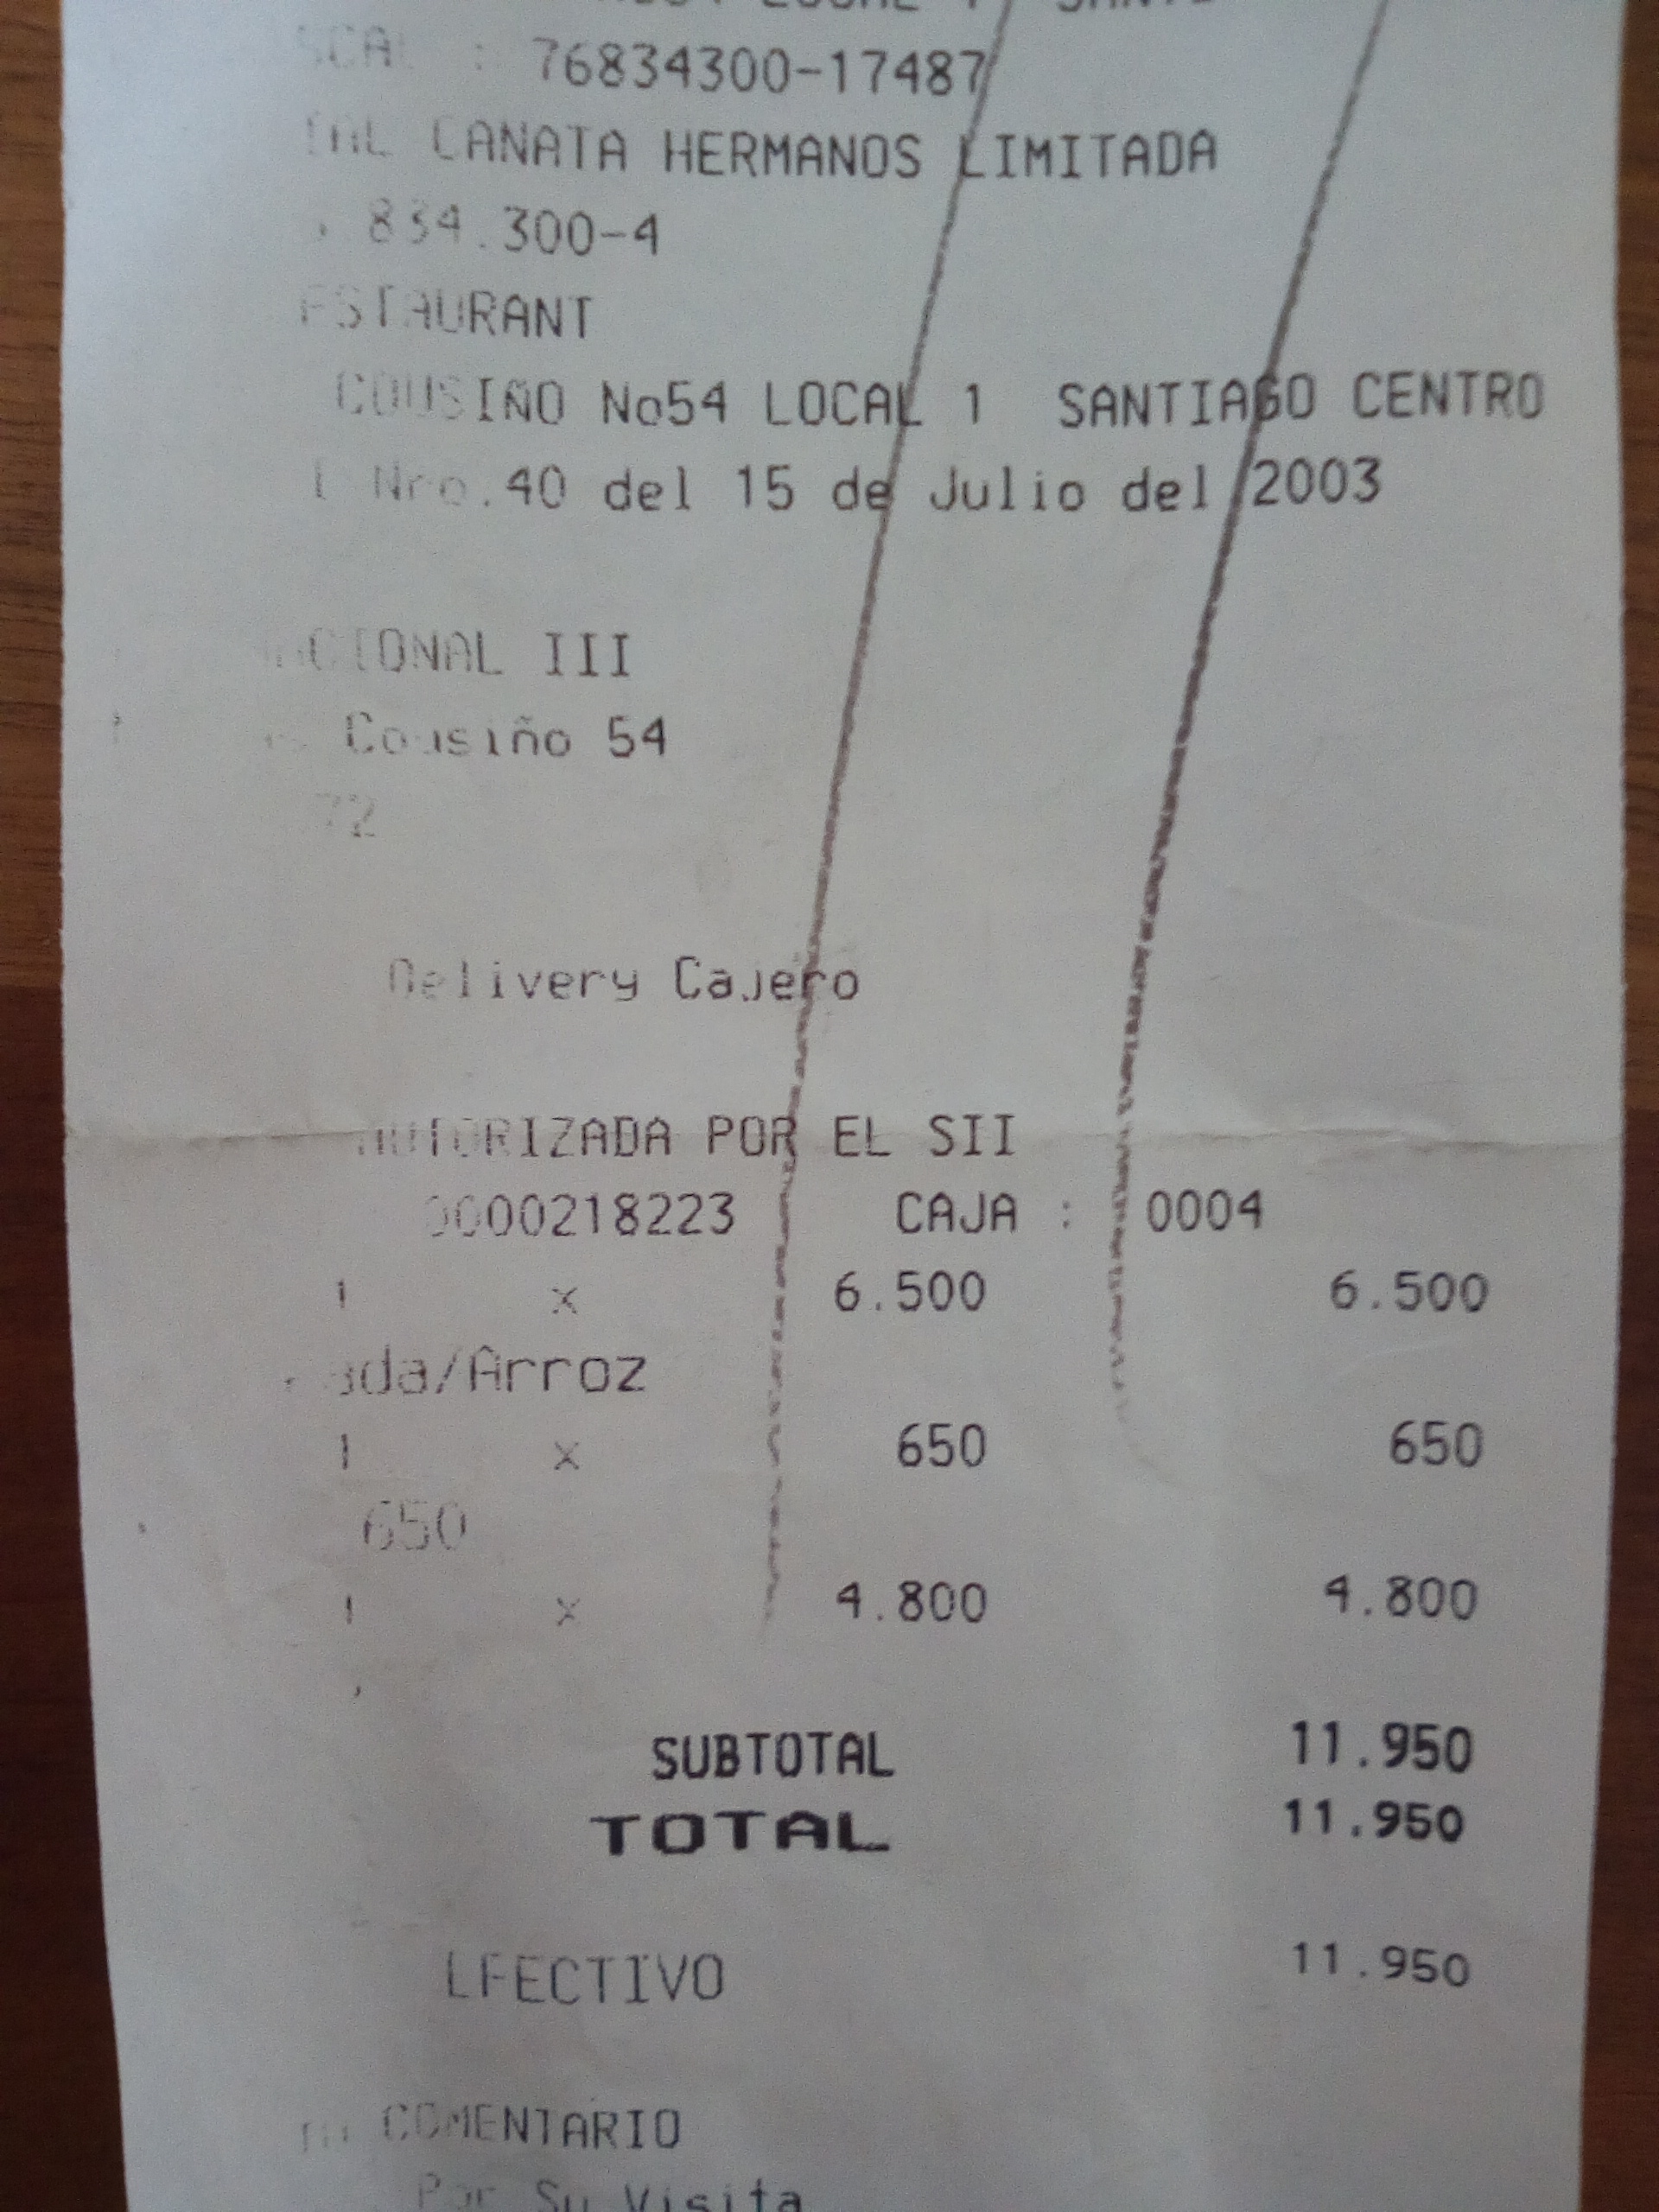 LOCAL
: 76834300-17487
CANATA HERMANOS LIMITADA
834.300-4
ESTAURANT
COUSIÑO No54 LOCAL 1 SANTIAGO CENTRO
Nro.40 del 15 de Julio del 2003
CIONAL III
Cousiño 54
72
Delivery Cajero
AUTORIZADA POR EL SII
0000218223 CAJA : 0004
1 x 6.500 6.500
ada/Arroz
1 x 650 650
650
1 x 4.800 4.800
SUBTOTAL 11.950
TOTAL 11.950
EFECTIVO 11.950
COMENTARIO
Por Su Visita